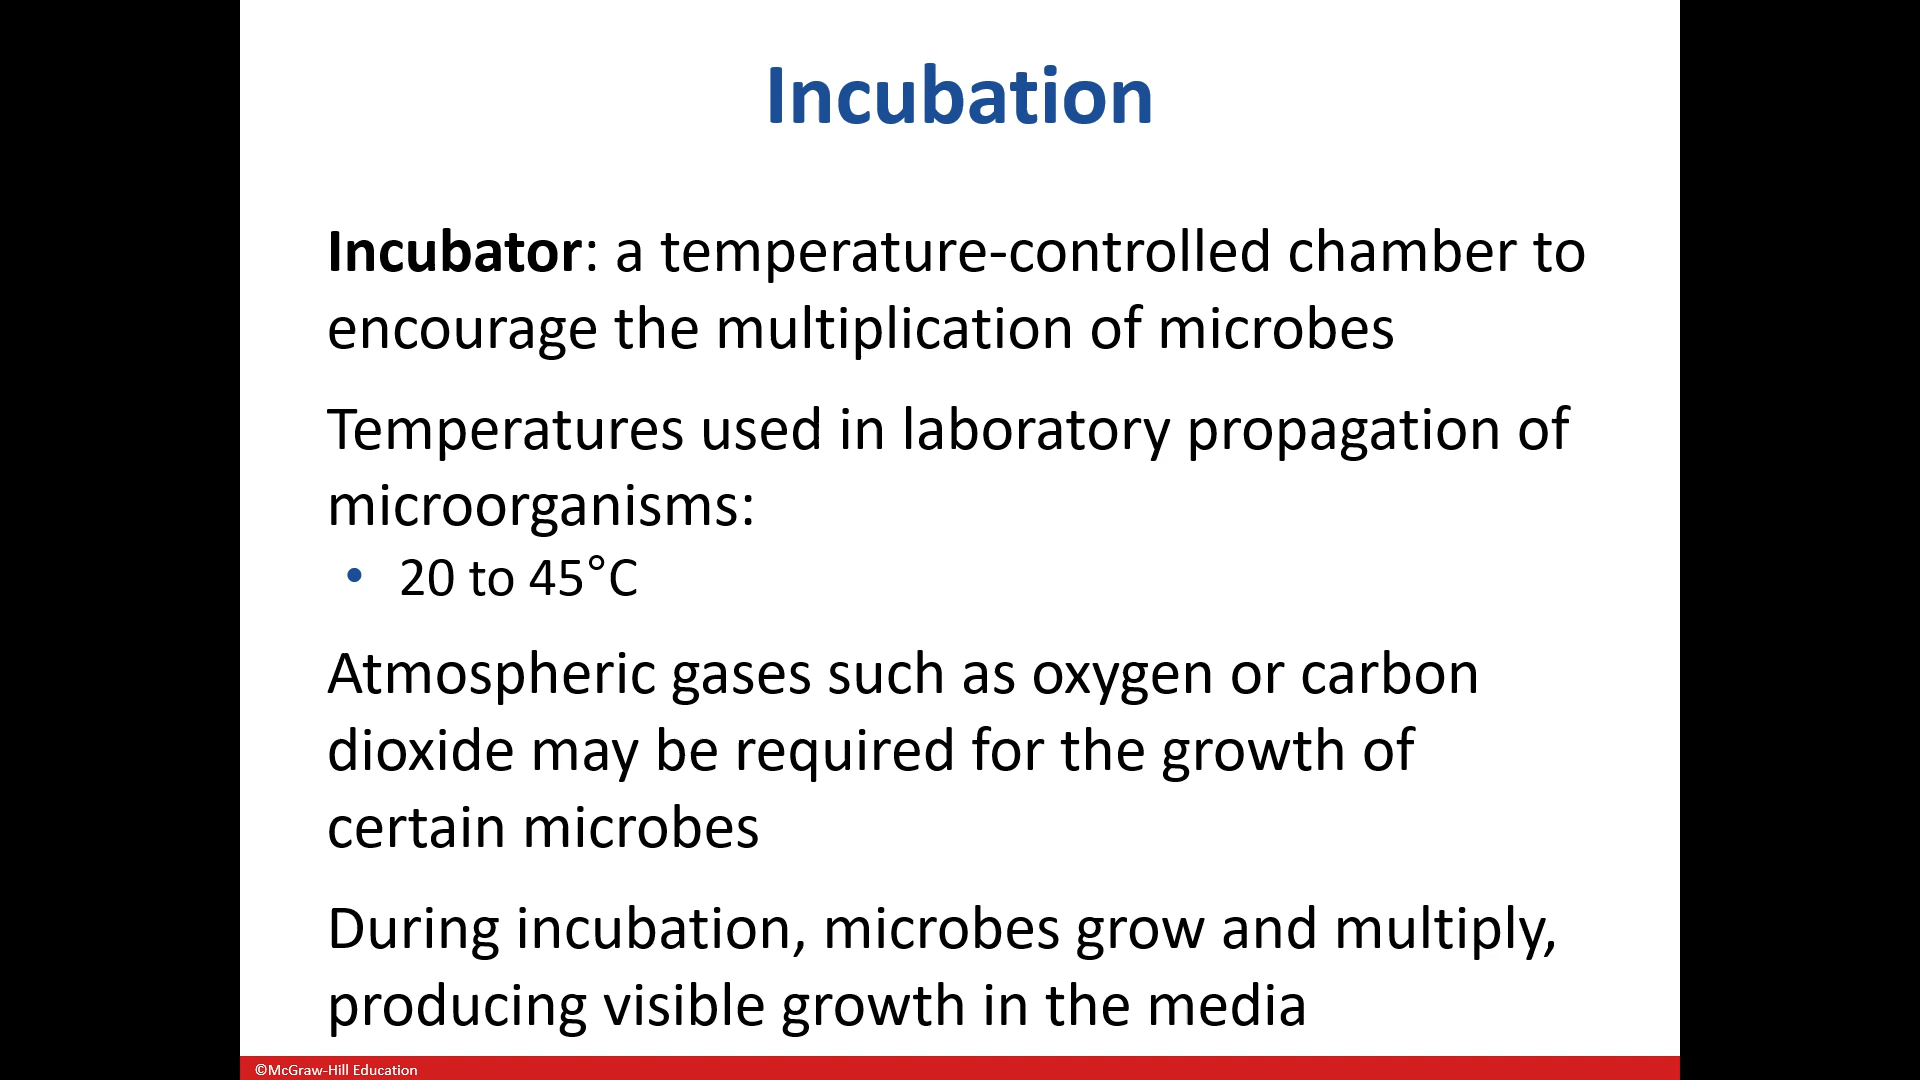 Incubation
Incubator: a temperature-controlled chamber to
encourage the multiplication of microbes
Temperatures used in laboratory propagation of
microorganisms:
• 20 to 45°C
Atmospheric gases such as oxygen or carbon
dioxide may be required for the growth of
certain microbes
During incubation, microbes grow and multiply,
producing visible growth in the media
©McGraw-Hill Education